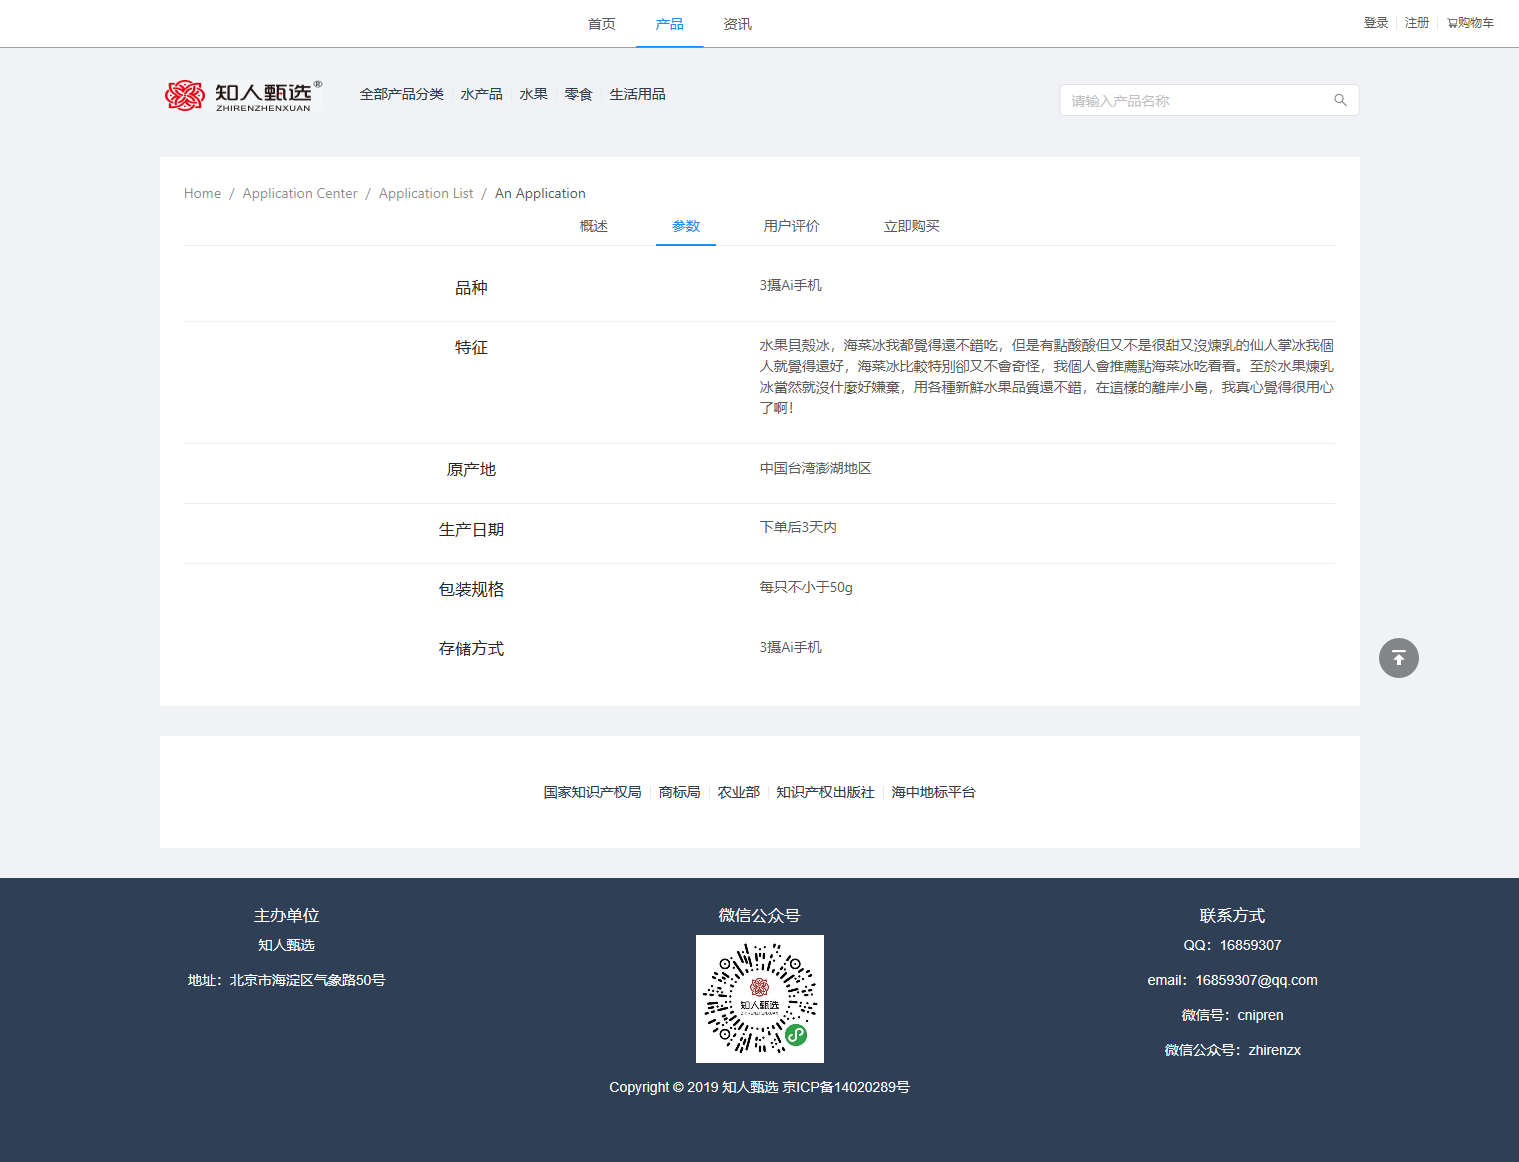 首页 产品 资讯 登录 注册 购物车
知人甄选®
ZHIRENZHENXUAN
全部产品分类 水产品 水果 零食 生活用品
请输入产品名称
Home / Application Center / Application List / An Application
概述 参数 用户评价 立即购买
品种 3摄Ai手机
特征 水果貝殼冰，海菜冰我都覺得還不錯吃，但是有點酸酸但又不是很甜又沒煉乳的仙人掌冰我個
人就覺得還好，海菜冰比較特別卻又不會奇怪，我個人會推薦點海菜冰吃看看。至於水果煉乳
冰當然就沒什麼好嫌棄，用各種新鮮水果品質還不錯，在這樣的離岸小島，我真心覺得很用心
了啊！
原产地 中国台湾澎湖地区
生产日期 下单后3天内
包装规格 每只不小于50g
存储方式 3摄Ai手机
国家知识产权局 商标局 农业部 知识产权出版社 海中地标平台
主办单位 微信公众号 联系方式
知人甄选 QQ：16859307
地址：北京市海淀区气象路50号 email：16859307@qq.com
知人甄选
ZHIRENZHENXUAN
微信号：cnipren
微信公众号：zhirenzx
Copyright © 2019 知人甄选 京ICP备14020289号